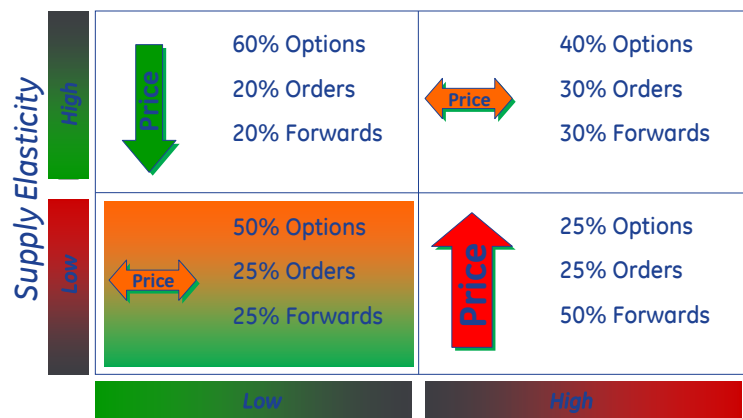 Supply Elasticity
High
Price
60% Options
20% Orders
20% Forwards
Price
40% Options
30% Orders
30% Forwards
Low
Price
50% Options
25% Orders
25% Forwards
Price
25% Options
25% Orders
50% Forwards
Low
High